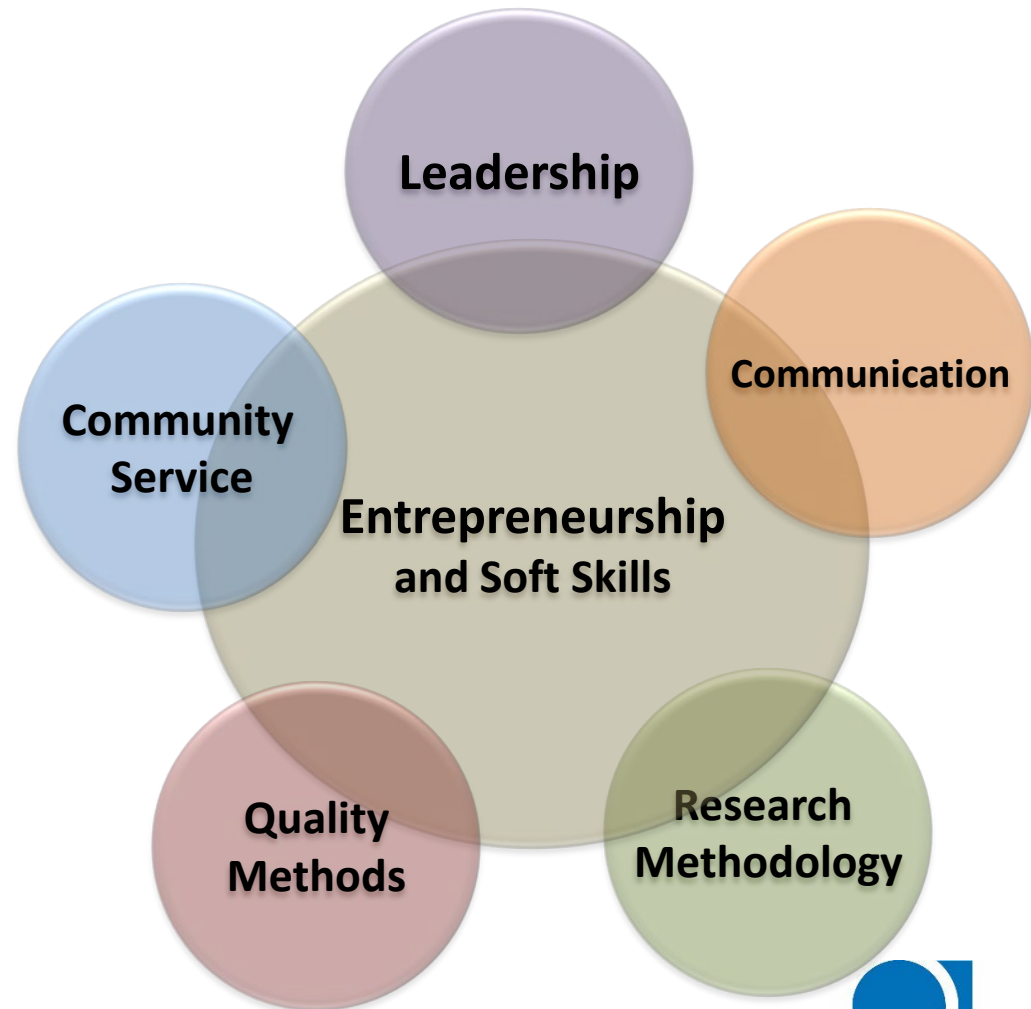 Leadership
Communication
Community
Service
Entrepreneurship
and Soft Skills
Quality
Methods
Research
Methodology